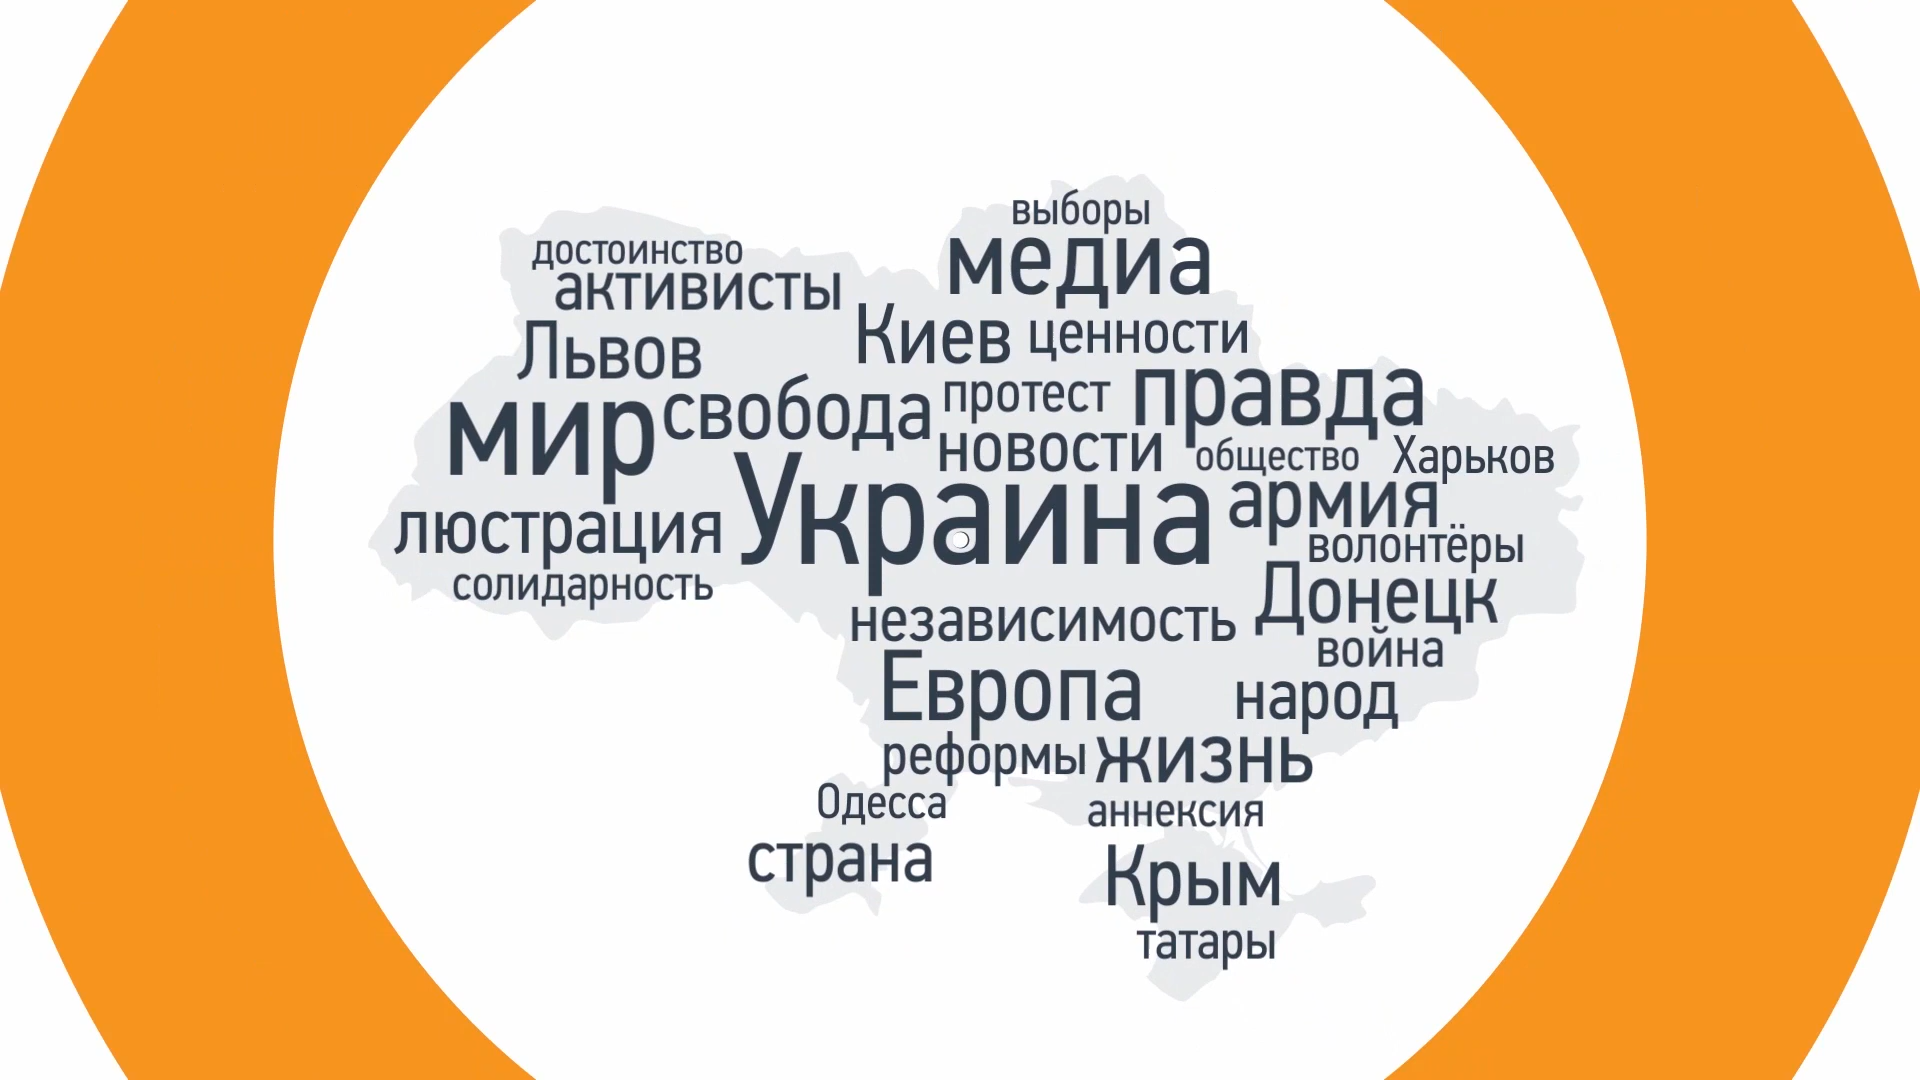 выборы
достоинство
медиа
активисты
Киев ценности
Львов
протест правда
мир свобода
новости общество Харьков
Украина армия
люстрация
волонтёры
солидарность
Донецк
независимость
война
Европа
народ
реформы жизнь
Одесса
аннексия
страна
Крым
татары